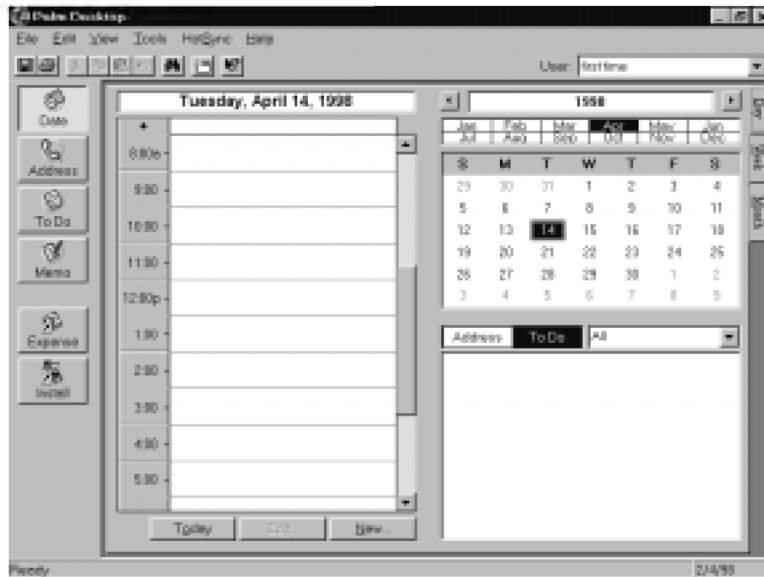 Palm Desktop
File Edit View Tools HotSync Help
User: first time
Date
Address
To Do
Memo
Expense
Install
Tuesday, April 14, 1998
8:00a
9:00
10:00
11:00
12:00p
1:00
2:00
3:00
4:00
5:00
Today Edit... New...
1998
Jan Feb Mar Apr May Jun
Jul Aug Sep Oct Nov Dec
S M T W T F S
29 30 31 1 2 3 4
5 6 7 8 9 10 11
12 13 14 15 16 17 18
19 20 21 22 23 24 25
26 27 28 29 30 1 2
3 4 5 6 7 8 9
Address To Do All
Day
Week
Month
Ready 2/4/98